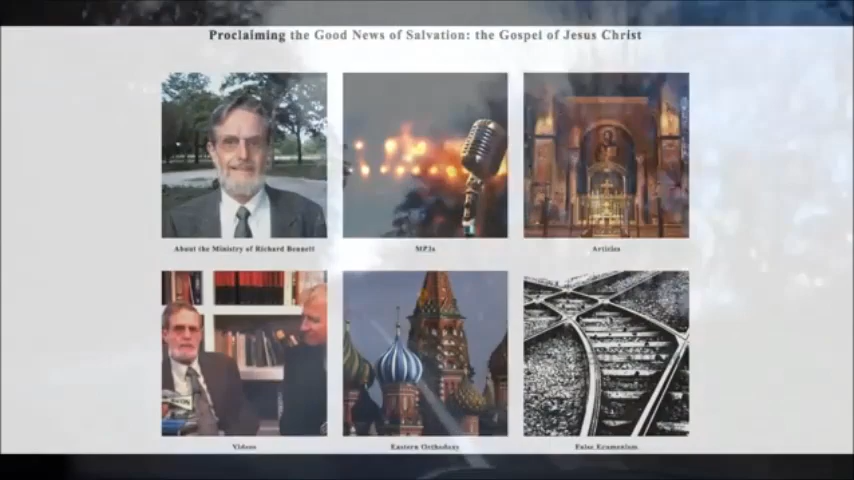 Proclaiming the Good News of Salvation: the Gospel of Jesus Christ
About the Ministry of Richard Bennett
MP3s
Articles
Videos
Eastern Orthodoxy
False Ecumenism